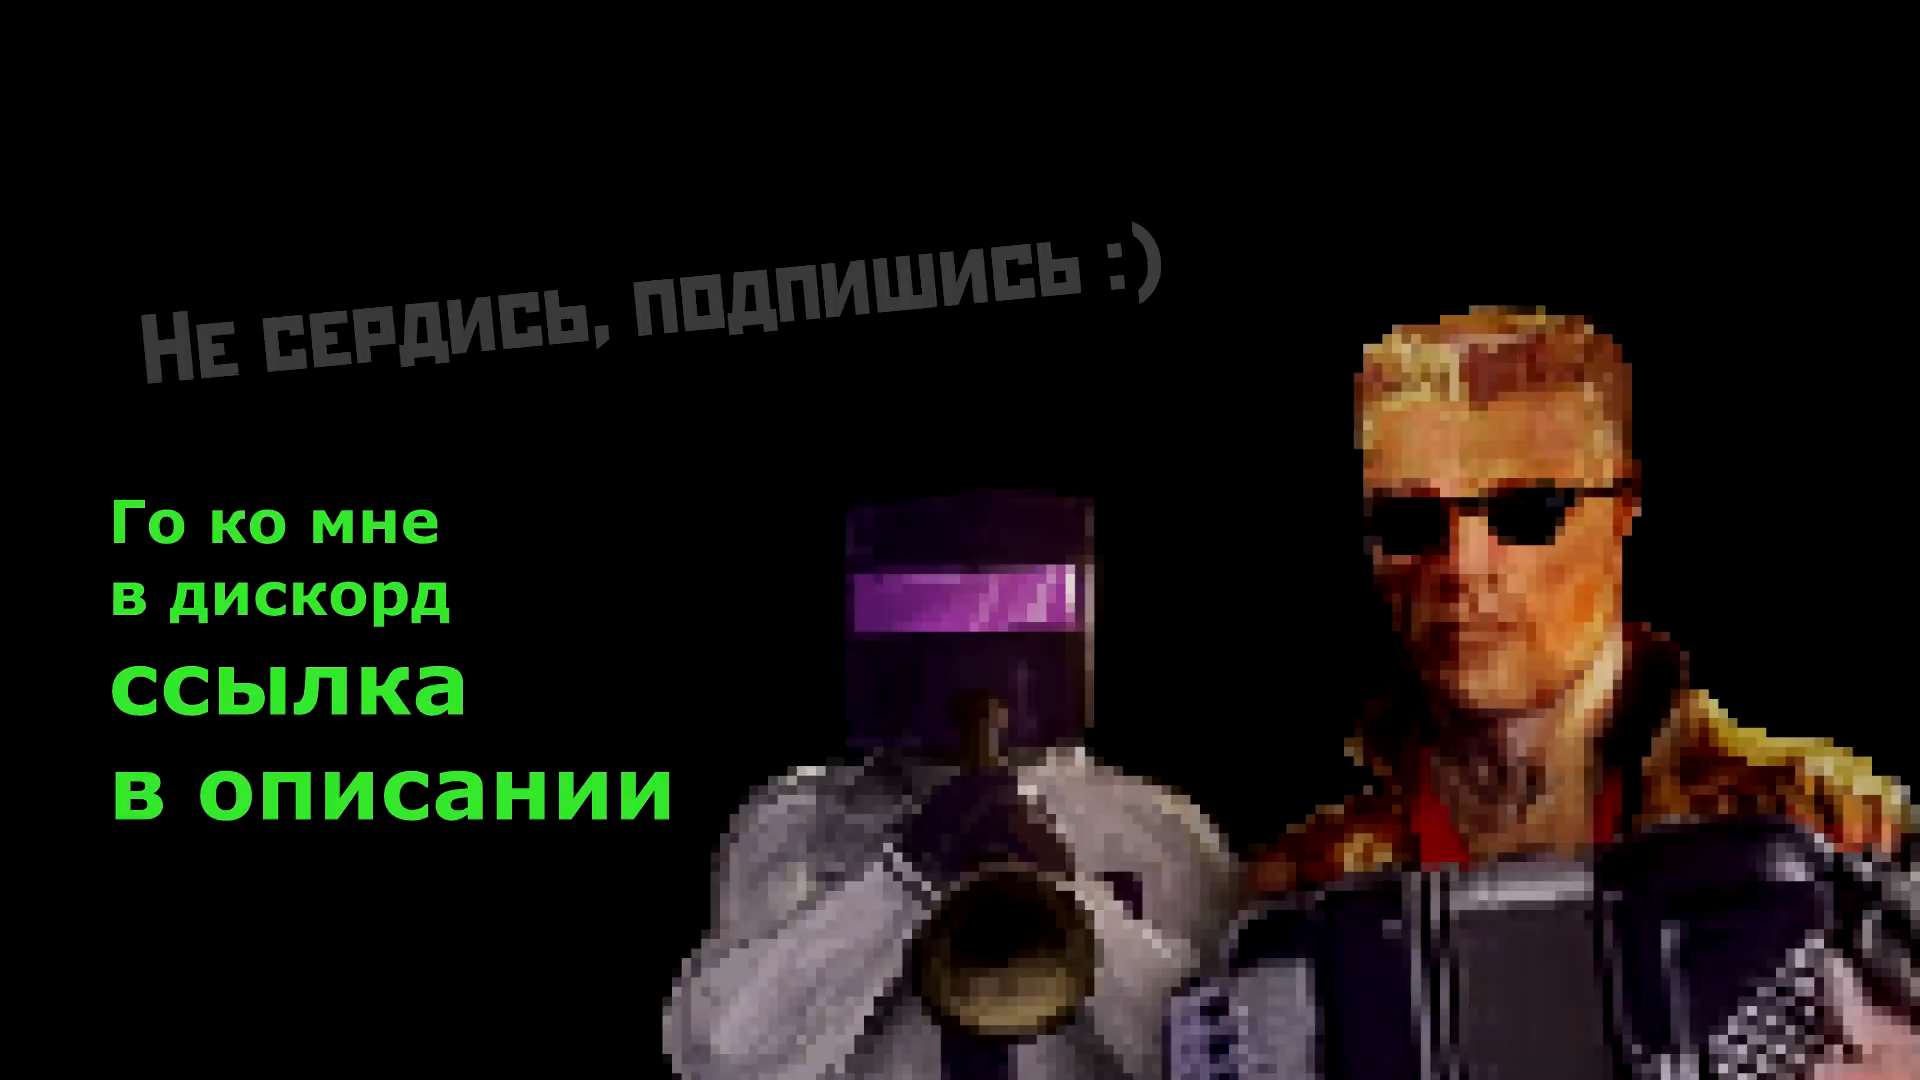 Не сердись, подпишись :)
Го ко мне
в дискорд
ссылка
в описании